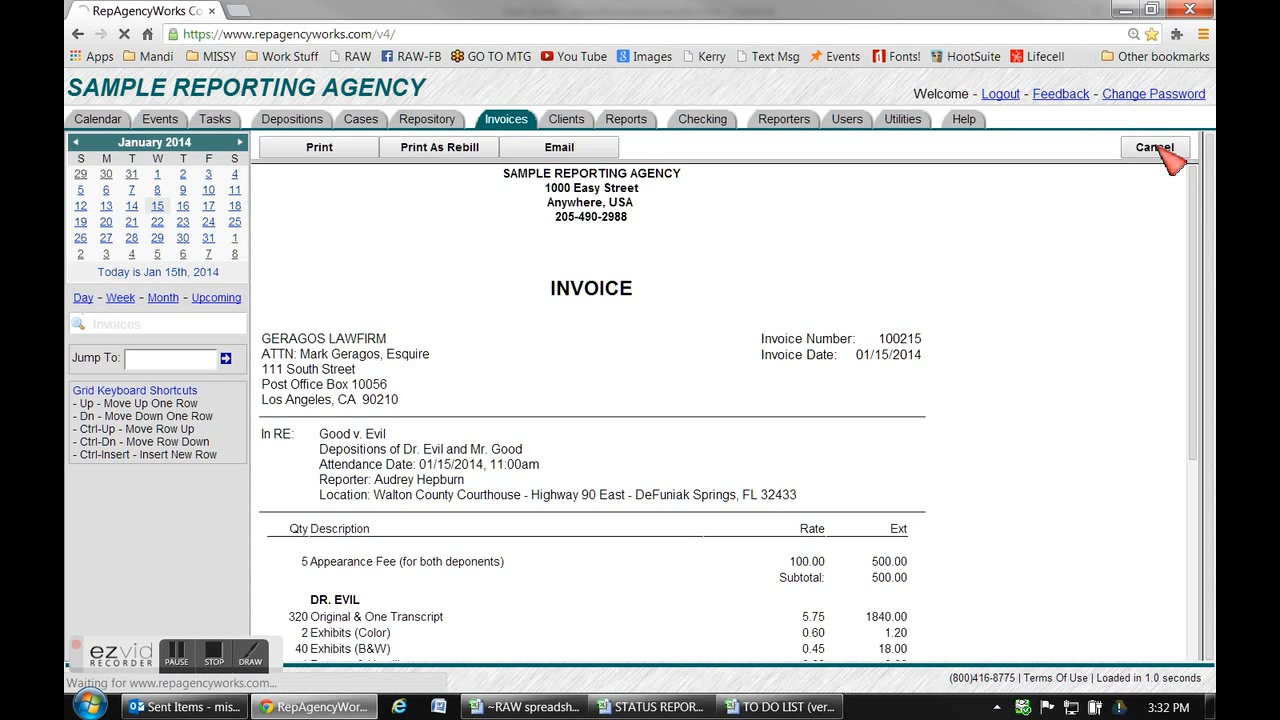 RepAgencyWorks Co
https://www.repagencyworks.com/v4/
Apps Mandi MISSY Work Stuff RAW RAW-FB GO TO MTG You Tube Images Kerry Text Msg Events Fonts! HootSuite Lifecell Other bookmarks
SAMPLE REPORTING AGENCY
Welcome - Logout - Feedback - Change Password
Calendar Events Tasks Depositions Cases Repository Invoices Clients Reports Checking Reporters Users Utilities Help
January 2014
S M T W T F S
29 30 31 1 2 3 4
5 6 7 8 9 10 11
12 13 14 15 16 17 18
19 20 21 22 23 24 25
26 27 28 29 30 31 1
2 3 4 5 6 7 8
Today is Jan 15th, 2014
Day - Week - Month - Upcoming
Invoices
Jump To:
Grid Keyboard Shortcuts
- Up - Move Up One Row
- Dn - Move Down One Row
- Ctrl-Up - Move Row Up
- Ctrl-Dn - Move Row Down
- Ctrl-Insert - Insert New Row
Print Print As Rebill Email Cancel
SAMPLE REPORTING AGENCY
1000 Easy Street
Anywhere, USA
205-490-2988
INVOICE
GERAGOS LAWFIRM
ATTN: Mark Geragos, Esquire
111 South Street
Post Office Box 10056
Los Angeles, CA 90210
Invoice Number: 100215
Invoice Date: 01/15/2014
In RE: Good v. Evil
Depositions of Dr. Evil and Mr. Good
Attendance Date: 01/15/2014, 11:00am
Reporter: Audrey Hepburn
Location: Walton County Courthouse - Highway 90 East - DeFuniak Springs, FL 32433
Qty Description Rate Ext
5 Appearance Fee (for both deponents) 100.00 500.00
Subtotal: 500.00
DR. EVIL
320 Original & One Transcript 5.75 1840.00
2 Exhibits (Color) 0.60 1.20
40 Exhibits (B&W) 0.45 18.00
ezvid
RECORDER
PAUSE STOP DRAW
Waiting for www.repagencyworks.com...
(800)416-8775 | Terms Of Use | Loaded in 1.0 seconds
Sent Items - mis... RepAgencyWor... ~RAW spreadsh... STATUS REPOR... TO DO LIST (ver... 3:32 PM